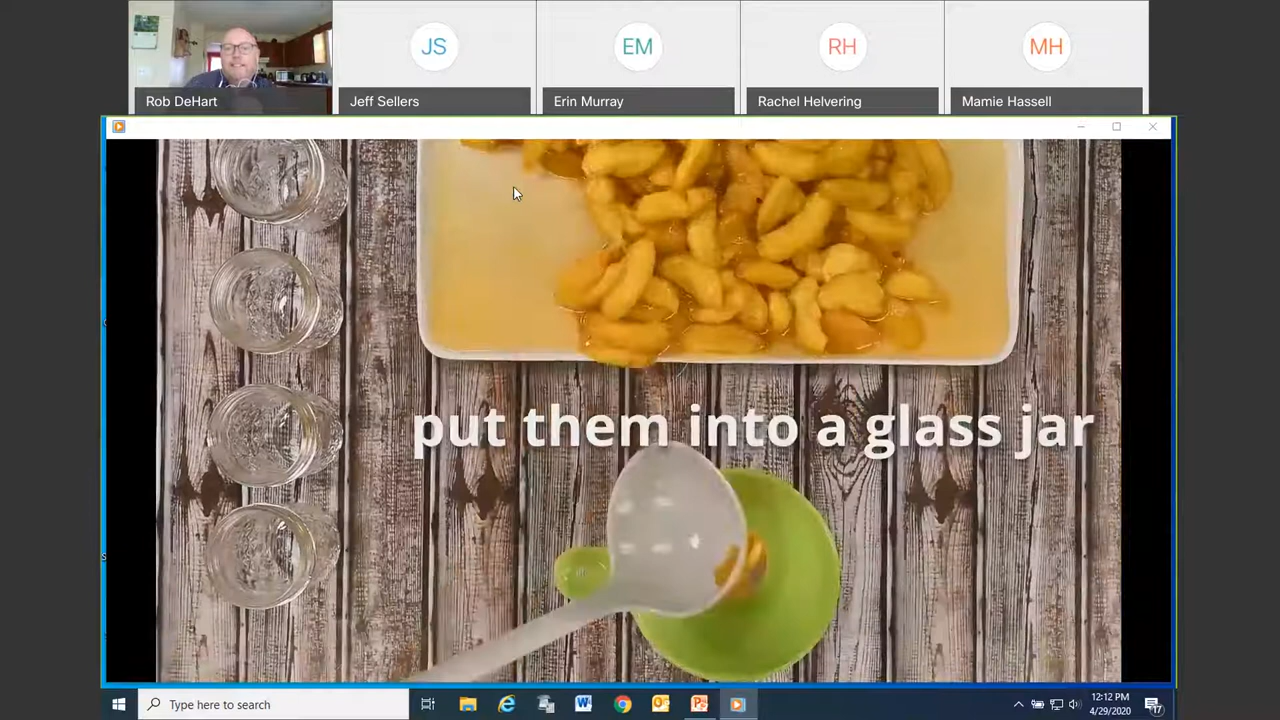 JS
EM
RH
MH
Rob DeHart
Jeff Sellers
Erin Murray
Rachel Helvering
Mamie Hassell
put them into a glass jar
Type here to search
12:12 PM
4/29/2020
17